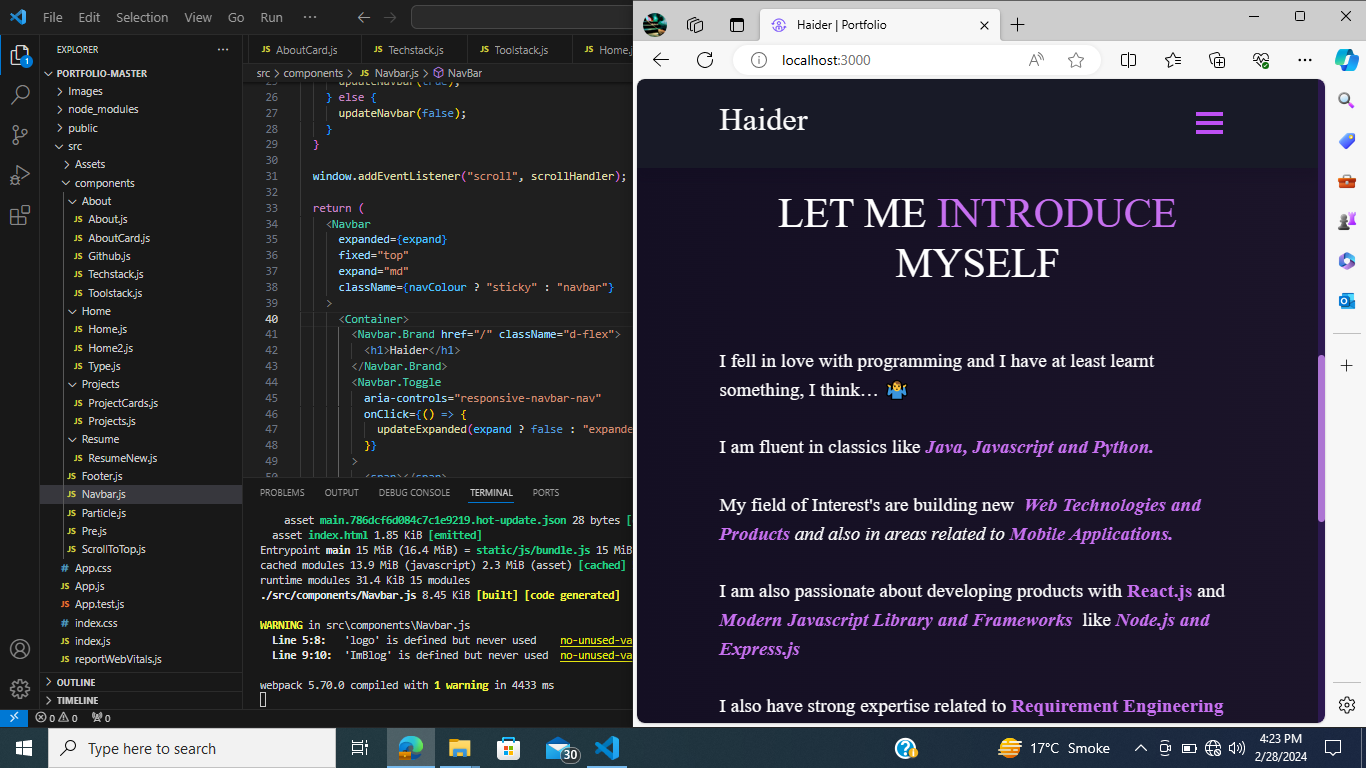 File Edit Selection View Go Run ···
EXPLORER ···
PORTFOLIO-MASTER
Images
node_modules
public
src
Assets
components
About
JS About.js
JS AboutCard.js
JS Github.js
JS Techstack.js
JS Toolstack.js
Home
JS Home.js
JS Home2.js
JS Type.js
Projects
JS ProjectCards.js
JS Projects.js
Resume
JS ResumeNew.js
JS Footer.js
JS Navbar.js
JS Particle.js
JS Pre.js
JS ScrollToTop.js
# App.css
JS App.js
JS App.test.js
# index.css
JS index.js
JS reportWebVitals.js
OUTLINE
TIMELINE
1
0 0 0
JS AboutCard.js JS Techstack.js JS Toolstack.js JS Home.
src > components > JS Navbar.js > NavBar
25 updateNavbar(true);
26 } else {
27 updateNavbar(false);
28 }
29 }
30
31 window.addEventListener("scroll", scrollHandler);
32
33 return (
34 <Navbar
35 expanded={expand}
36 fixed="top"
37 expand="md"
38 className={navColour ? "sticky" : "navbar"}
39 >
40 <Container>
41 <Navbar.Brand href="/" className="d-flex">
42 <h1>Haider</h1>
43 </Navbar.Brand>
44 <Navbar.Toggle
45 aria-controls="responsive-navbar-nav"
46 onClick={() => {
47 updateExpanded(expand ? false : "expande
48 }}
49 >
50 <span></span>
PROBLEMS OUTPUT DEBUG CONSOLE TERMINAL PORTS
asset main.786dcf6d084c7c1e9219.hot-update.json 28 bytes [
asset index.html 1.85 KiB [emitted]
Entrypoint main 15 MiB (16.4 MiB) = static/js/bundle.js 15 MiB
cached modules 13.9 MiB (javascript) 2.3 MiB (asset) [cached]
runtime modules 31.4 KiB 15 modules
./src/components/Navbar.js 8.45 KiB [built] [code generated]
WARNING in src\components\Navbar.js
Line 5:8: 'logo' is defined but never used no-unused-va
Line 9:10: 'ImBlog' is defined but never used no-unused-va
webpack 5.70.0 compiled with 1 warning in 4433 ms
Haider | Portfolio
localhost:3000
Haider
LET ME INTRODUCE
MYSELF
I fell in love with programming and I have at least learnt
something, I think… 🤷‍♂️
I am fluent in classics like Java, Javascript and Python.
My field of Interest's are building new Web Technologies and
Products and also in areas related to Mobile Applications.
I am also passionate about developing products with React.js and
Modern Javascript Library and Frameworks like Node.js and
Express.js
I also have strong expertise related to Requirement Engineering
Type here to search
30
17°C Smoke
4:23 PM
2/28/2024